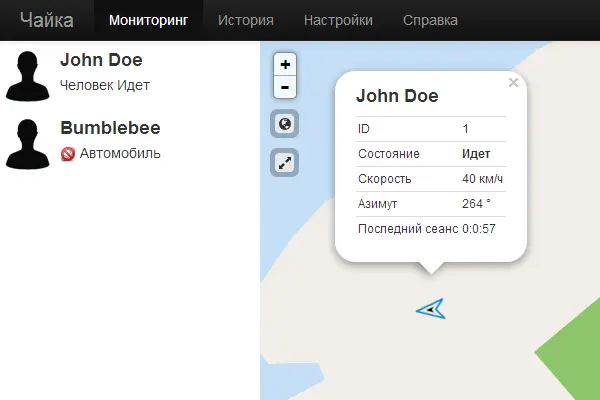 Чайка Мониторинг История Настройки Справка
John Doe
Человек Идет
Bumblebee
Автомобиль
+
-
×
John Doe
ID 1
Состояние Идет
Скорость 40 км/ч
Азимут 264 °
Последний сеанс 0:0:57